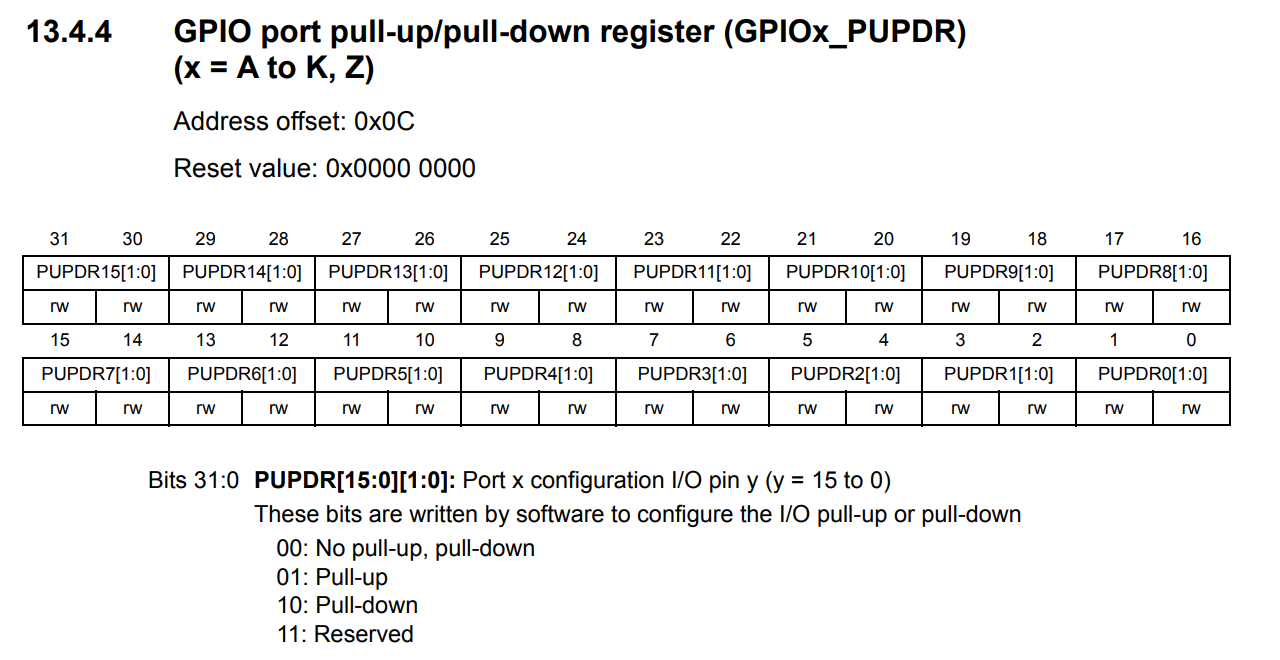 13.4.4 GPIO port pull-up/pull-down register (GPIOx_PUPDR)
(x = A to K, Z)
Address offset: 0x0C
Reset value: 0x0000 0000
31 30 29 28 27 26 25 24 23 22 21 20 19 18 17 16
PUPDR15[1:0] PUPDR14[1:0] PUPDR13[1:0] PUPDR12[1:0] PUPDR11[1:0] PUPDR10[1:0] PUPDR9[1:0] PUPDR8[1:0]
rw rw rw rw rw rw rw rw rw rw rw rw rw rw rw rw
15 14 13 12 11 10 9 8 7 6 5 4 3 2 1 0
PUPDR7[1:0] PUPDR6[1:0] PUPDR5[1:0] PUPDR4[1:0] PUPDR3[1:0] PUPDR2[1:0] PUPDR1[1:0] PUPDR0[1:0]
rw rw rw rw rw rw rw rw rw rw rw rw rw rw rw rw
Bits 31:0 PUPDR[15:0][1:0]: Port x configuration I/O pin y (y = 15 to 0)
These bits are written by software to configure the I/O pull-up or pull-down
00: No pull-up, pull-down
01: Pull-up
10: Pull-down
11: Reserved